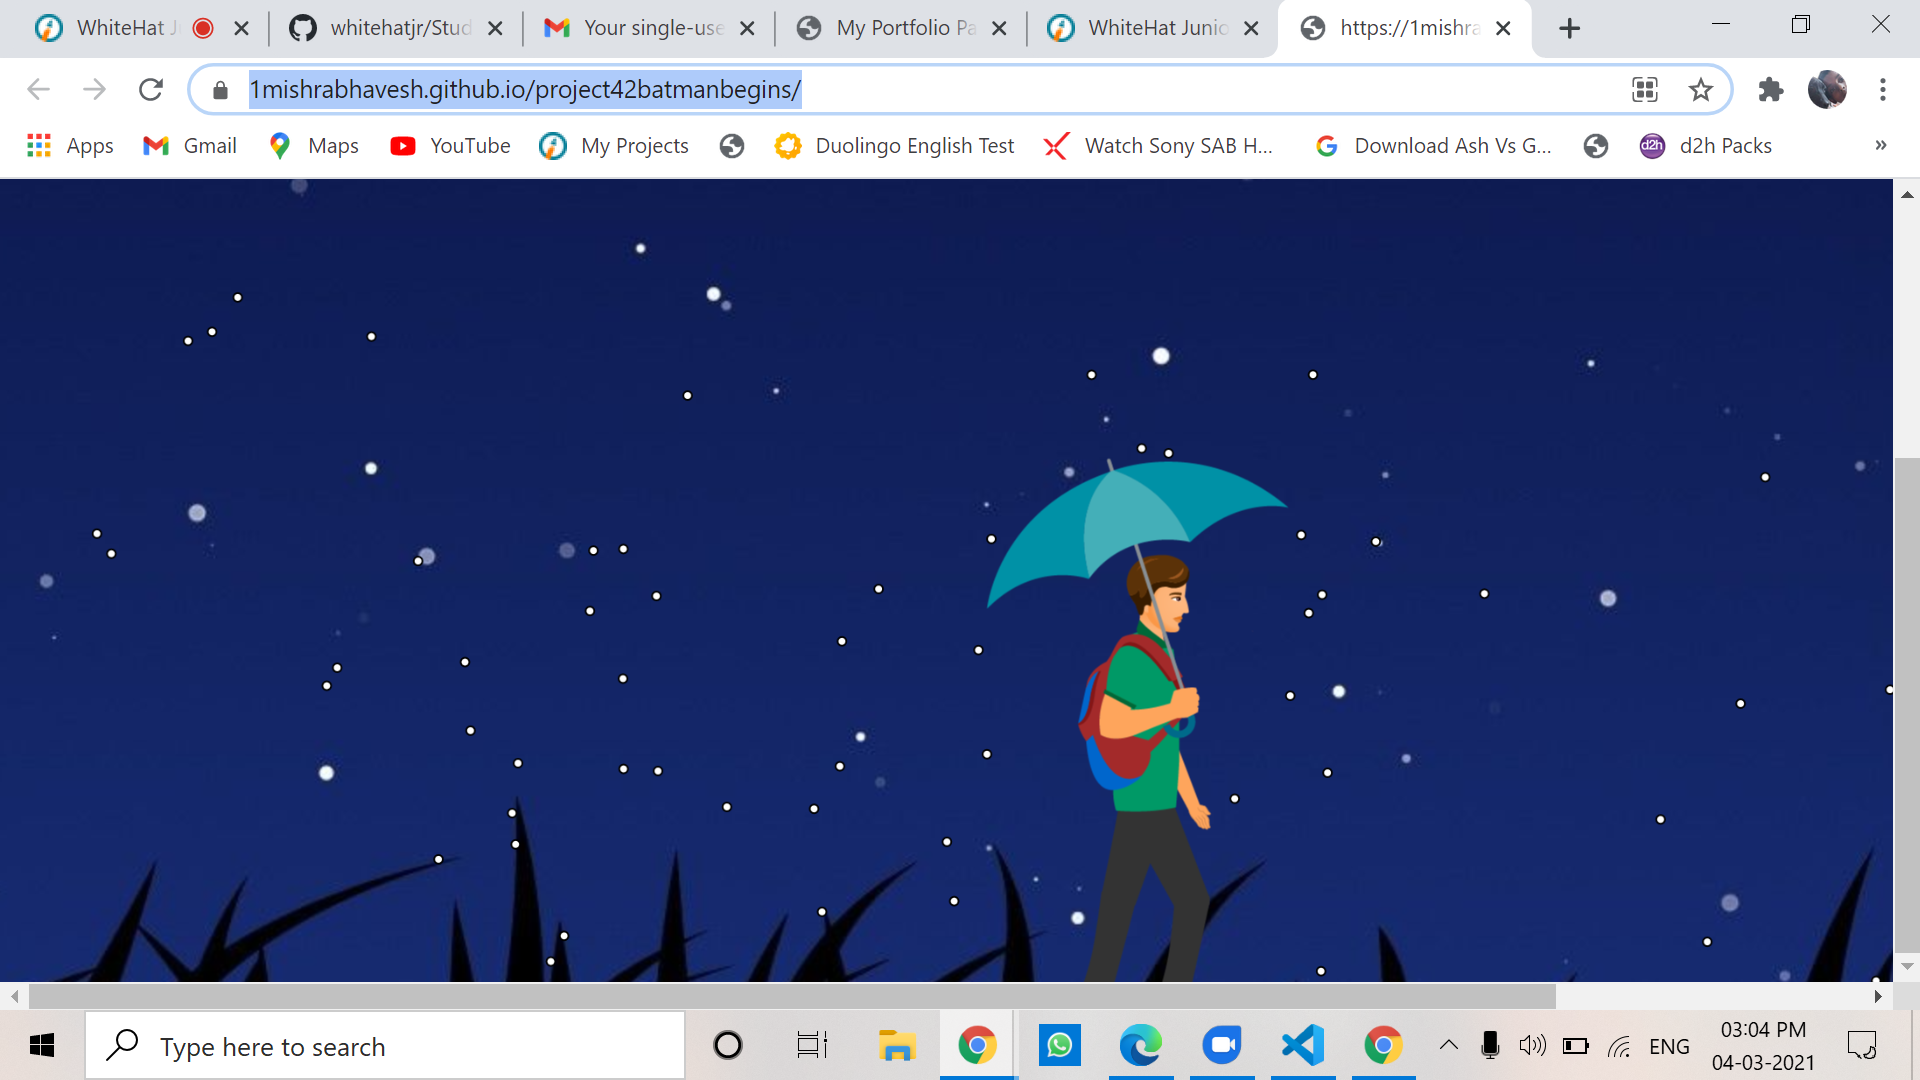 WhiteHat J
whitehatjr/Stud
Your single-use
My Portfolio Pa
WhiteHat Junio
https://1mishra
1mishrabhavesh.github.io/project42batmanbegins/
Apps
Gmail
Maps
YouTube
My Projects
Duolingo English Test
Watch Sony SAB H...
Download Ash Vs G...
d2h
d2h Packs
»
Type here to search
ENG
03:04 PM
04-03-2021